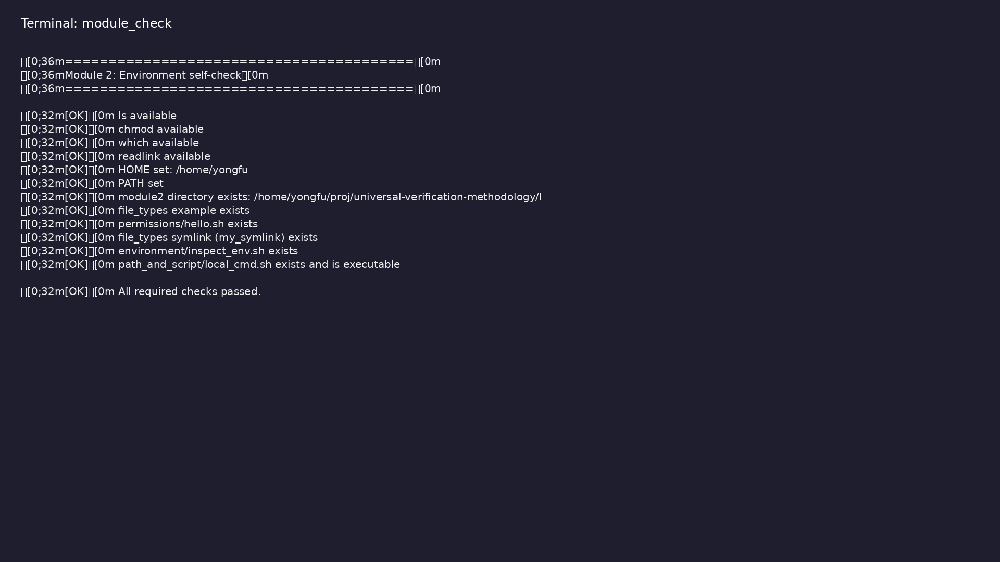 Terminal: module_check
▯[0;36m========================================▯[0m
▯[0;36mModule 2: Environment self-check▯[0m
▯[0;36m========================================▯[0m
▯[0;32m[OK]▯[0m ls available
▯[0;32m[OK]▯[0m chmod available
▯[0;32m[OK]▯[0m which available
▯[0;32m[OK]▯[0m readlink available
▯[0;32m[OK]▯[0m HOME set: /home/yongfu
▯[0;32m[OK]▯[0m PATH set
▯[0;32m[OK]▯[0m module2 directory exists: /home/yongfu/proj/universal-verification-methodology/l
▯[0;32m[OK]▯[0m file_types example exists
▯[0;32m[OK]▯[0m permissions/hello.sh exists
▯[0;32m[OK]▯[0m file_types symlink (my_symlink) exists
▯[0;32m[OK]▯[0m environment/inspect_env.sh exists
▯[0;32m[OK]▯[0m path_and_script/local_cmd.sh exists and is executable
▯[0;32m[OK]▯[0m All required checks passed.